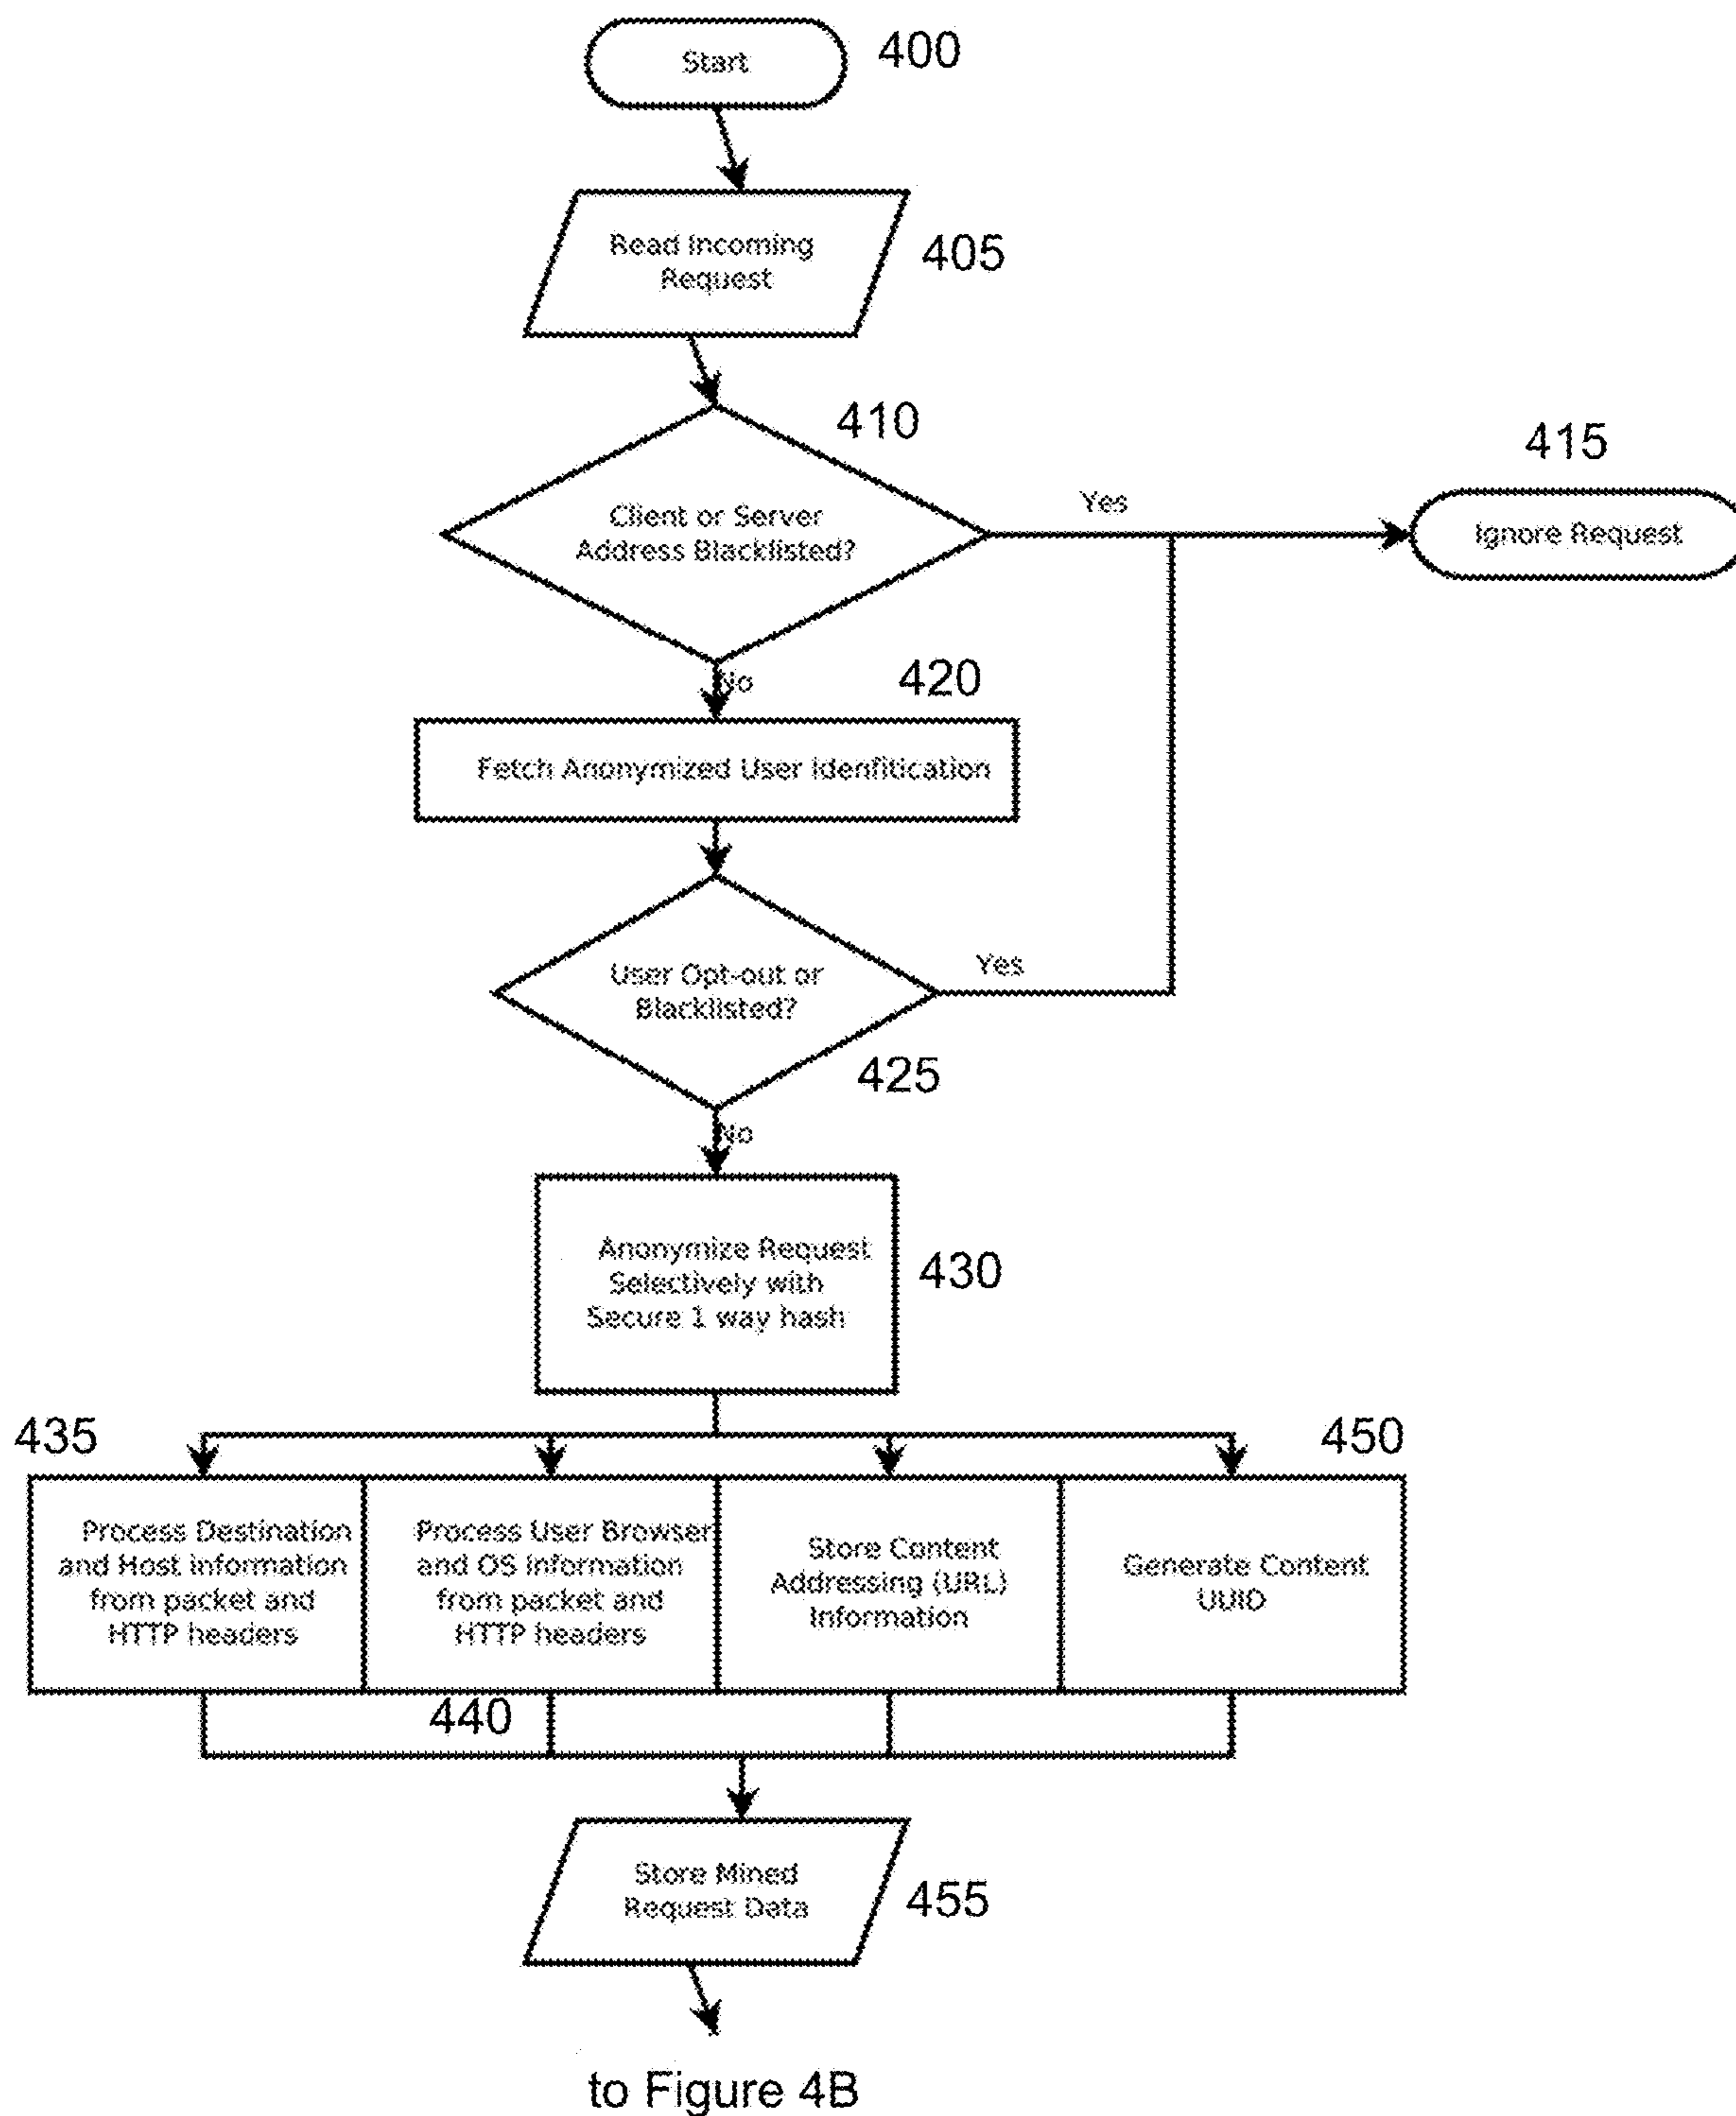 Start
400
Read Incoming
Request
405
410
Client or Server
Address Blacklisted?
Yes
415
Ignore Request
No
420
Fetch Anonymized User Idenfitication
User Opt-out or
Blacklisted?
Yes
425
No
Anonymize Request
Selectively with
Secure 1 way hash
430
435
450
Process Destination
and Host information
from packet and
HTTP headers
Process User Browser
and OS information
from packet and
HTTP headers
Store Content
Addressing (URL)
Information
Generate Content
UUID
440
Store Mined
Request Data
455
to Figure 4B